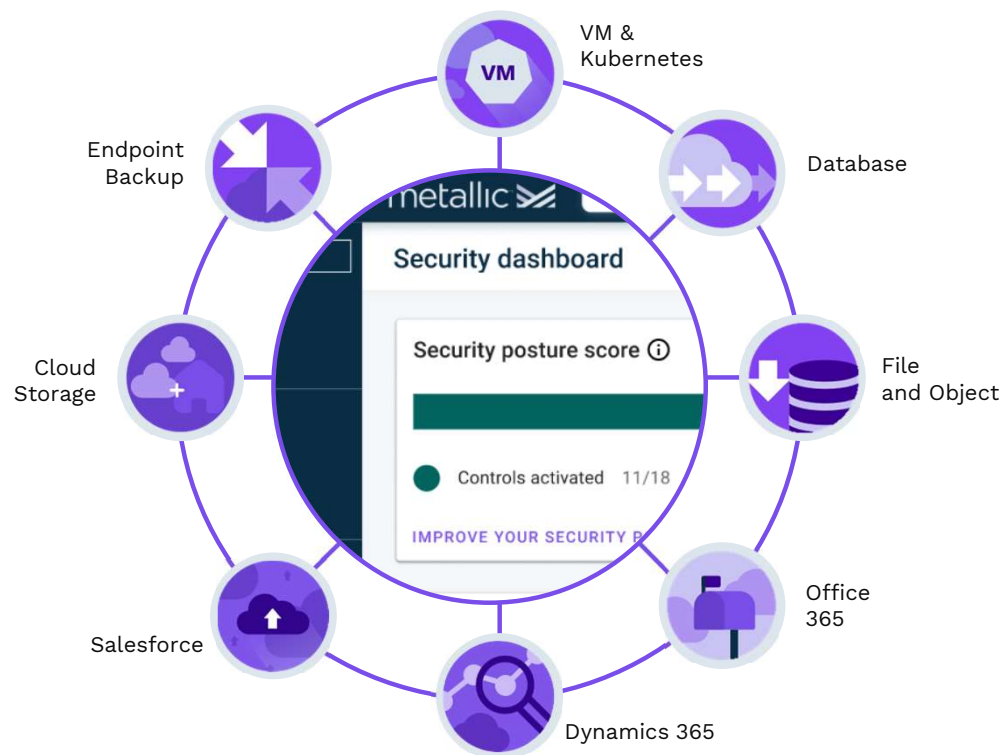 VM &
Kubernetes
VM
Endpoint
Backup
Database
metallic
Security dashboard
Security posture score
Cloud
Storage
File
and Object
Controls activated 11/18
IMPROVE YOUR SECURITY
Office
365
Salesforce
Dynamics 365